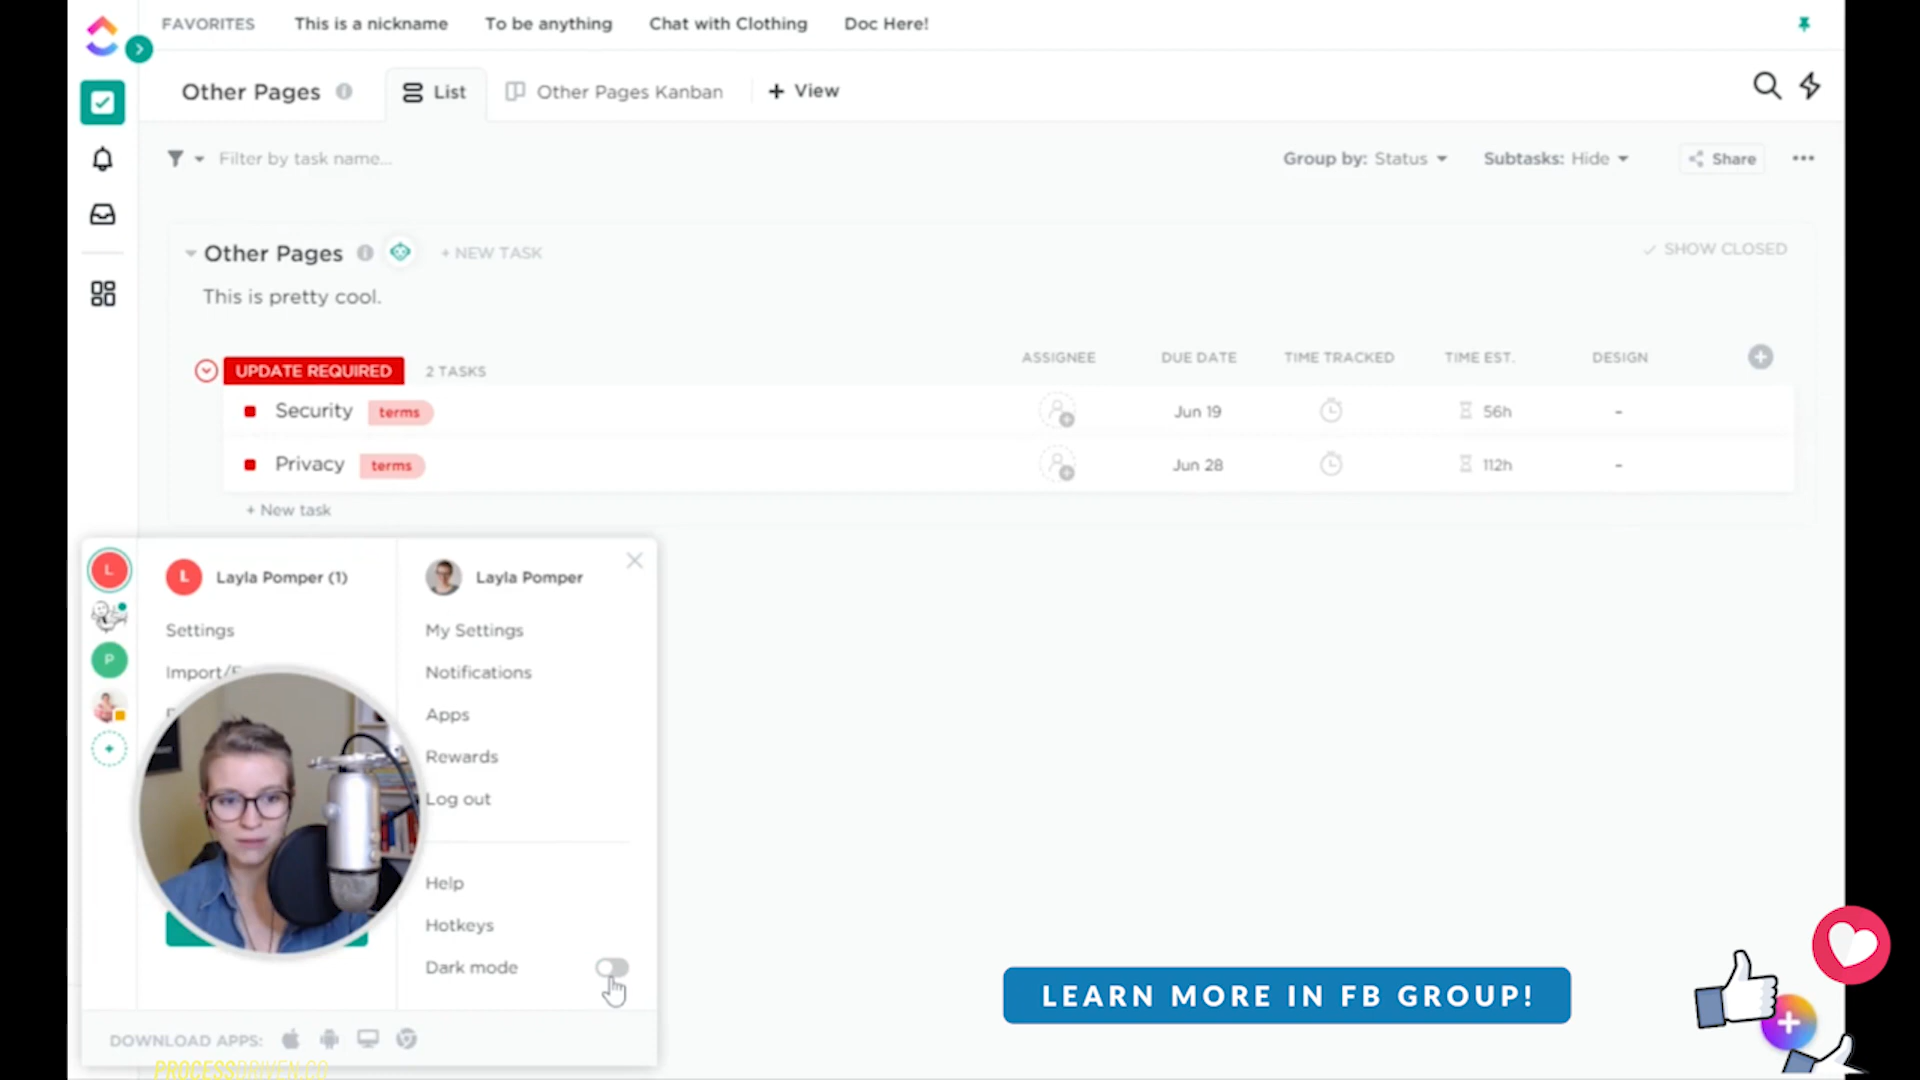 FAVORITES This is a nickname To be anything Chat with Clothing Doc Here!
Other Pages List Other Pages Kanban + View
Filter by task name...
Group by: Status Subtasks: Hide Share
Other Pages + NEW TASK
SHOW CLOSED
This is pretty cool.
UPDATE REQUIRED 2 TASKS ASSIGNEE DUE DATE TIME TRACKED TIME EST. DESIGN
Security terms Jun 19 56h -
Privacy terms Jun 28 112h -
+ New task
L L Layla Pomper (1) Layla Pomper
Settings My Settings
Import/E Notifications
P
Apps
Rewards
Log out
Help
Hotkeys
Dark mode
LEARN MORE IN FB GROUP!
DOWNLOAD APPS:
PROCESSDRIVEN.CO